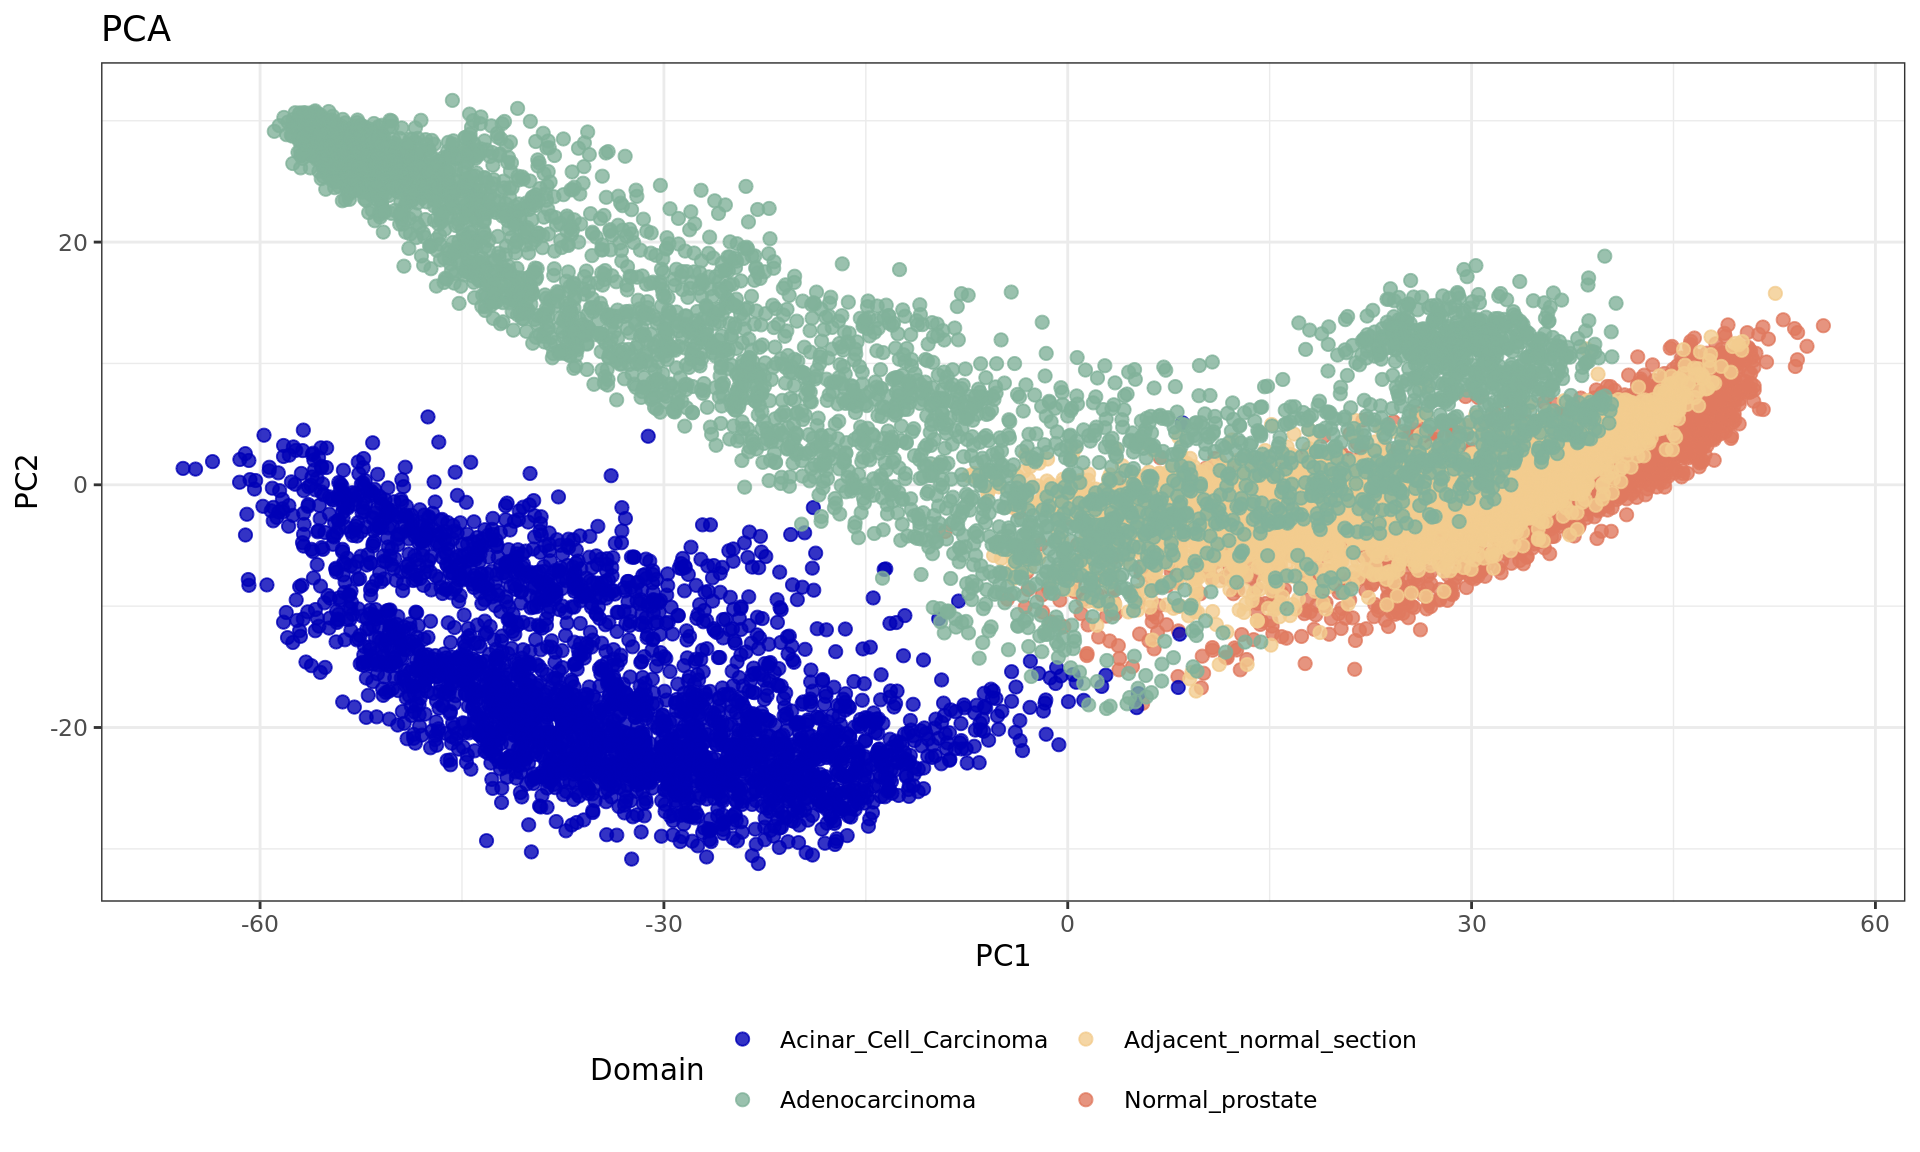 PCA
PC2
20
0
-20
-60
-30
0
30
60
PC1
Domain
Acinar_Cell_Carcinoma
Adjacent_normal_section
Adenocarcinoma
Normal_prostate